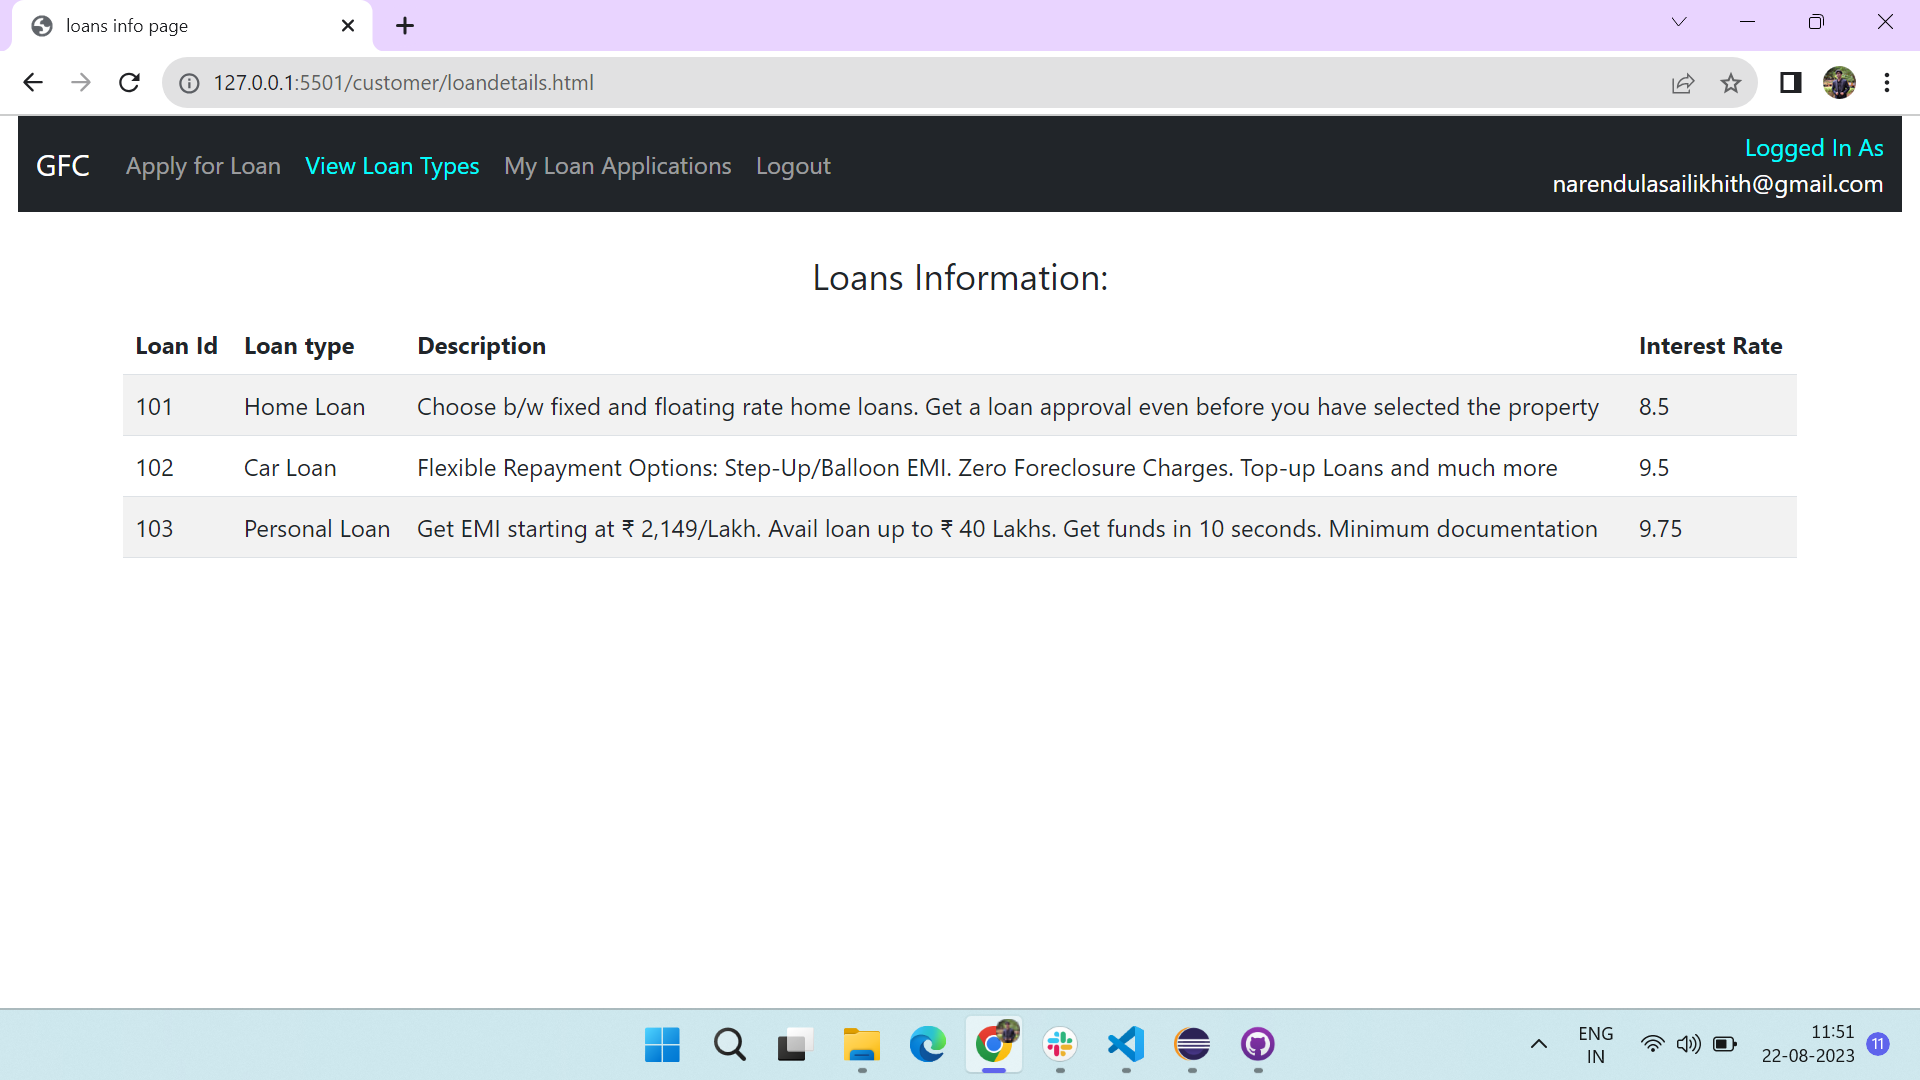 loans info page
127.0.0.1:5501/customer/loandetails.html
GFC Apply for Loan View Loan Types My Loan Applications Logout
Logged In As
narendulasailikhith@gmail.com
Loans Information:
Loan Id Loan type Description Interest Rate
101 Home Loan Choose b/w fixed and floating rate home loans. Get a loan approval even before you have selected the property 8.5
102 Car Loan Flexible Repayment Options: Step-Up/Balloon EMI. Zero Foreclosure Charges. Top-up Loans and much more 9.5
103 Personal Loan Get EMI starting at ₹ 2,149/Lakh. Avail loan up to ₹ 40 Lakhs. Get funds in 10 seconds. Minimum documentation 9.75
ENG
IN
11:51
22-08-2023
11